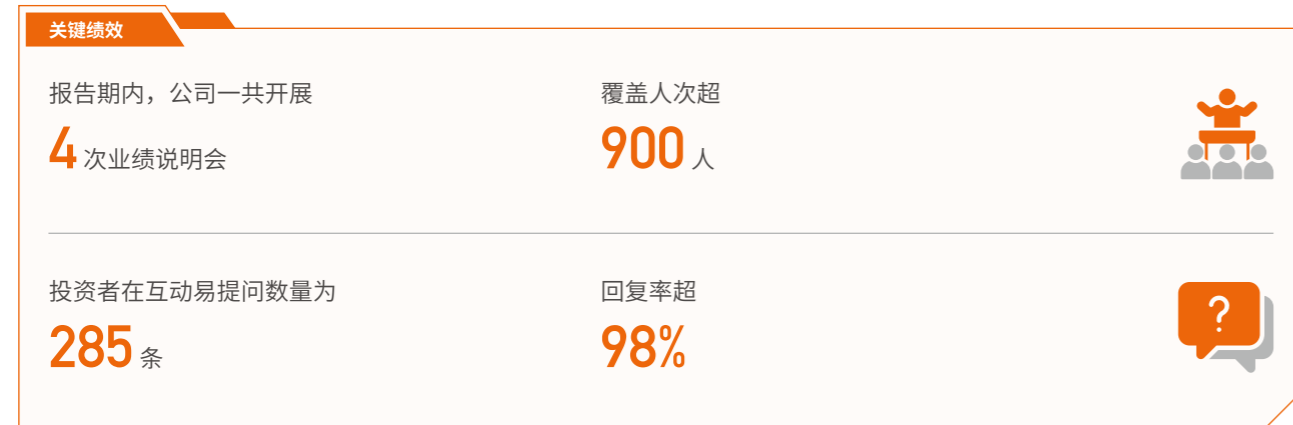 关键绩效
报告期内，公司一共开展
4 次业绩说明会
覆盖人次超
900 人
投资者在互动易提问数量为
285 条
回复率超
98%
?